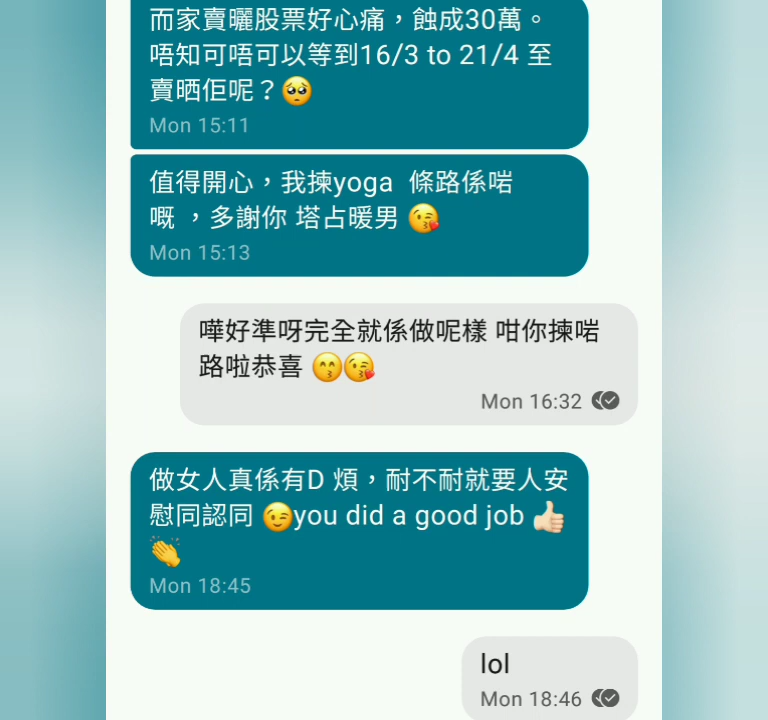 而家賣曬股票好心痛，蝕成30萬。
唔知可唔可以等到16/3 to 21/4 至
賣晒佢呢？🥺
Mon 15:11
值得開心，我揀yoga 條路係啱
嘅 ，多謝你 塔占暖男 😘
Mon 15:13
嘩好準呀完全就係做呢樣 咁你揀啱
路啦恭喜 😙😘
Mon 16:32
做女人真係有D 煩，耐不耐就要人安
慰同認同 😉you did a good job 👍🏻
👏
Mon 18:45
lol
Mon 18:46